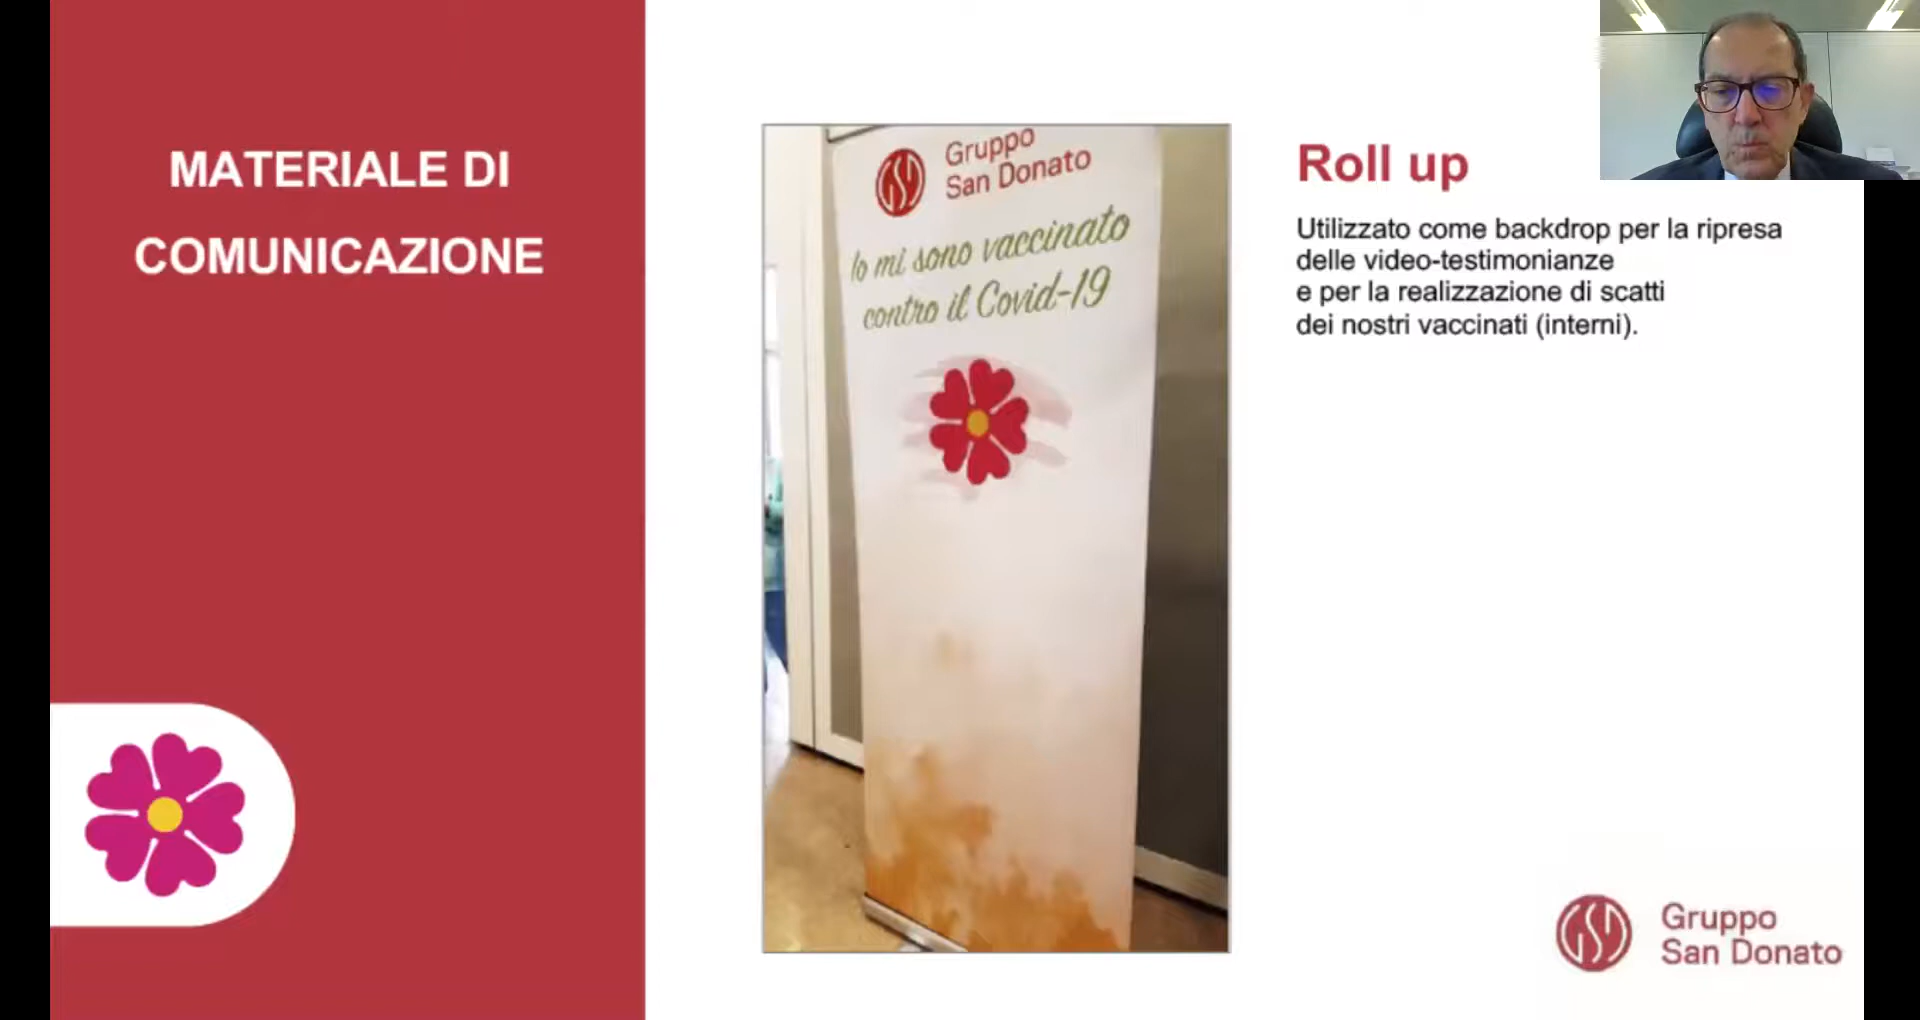 MATERIALE DI
COMUNICAZIONE
Gruppo
San Donato
Io mi sono vaccinato
contro il Covid-19
Roll up
Utilizzato come backdrop per la ripresa
delle video-testimonianze
e per la realizzazione di scatti
dei nostri vaccinati (interni).
GSD
Gruppo
San Donato